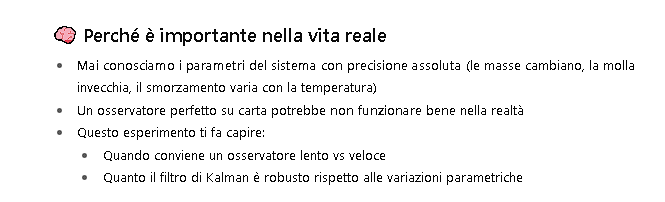 🧠 Perché è importante nella vita reale
• Mai conosciamo i parametri del sistema con precisione assoluta (le masse cambiano, la molla
invecchia, il smorzamento varia con la temperatura)
• Un osservatore perfetto su carta potrebbe non funzionare bene nella realtà
• Questo esperimento ti fa capire:
• Quando conviene un osservatore lento vs veloce
• Quanto il filtro di Kalman è robusto rispetto alle variazioni parametriche